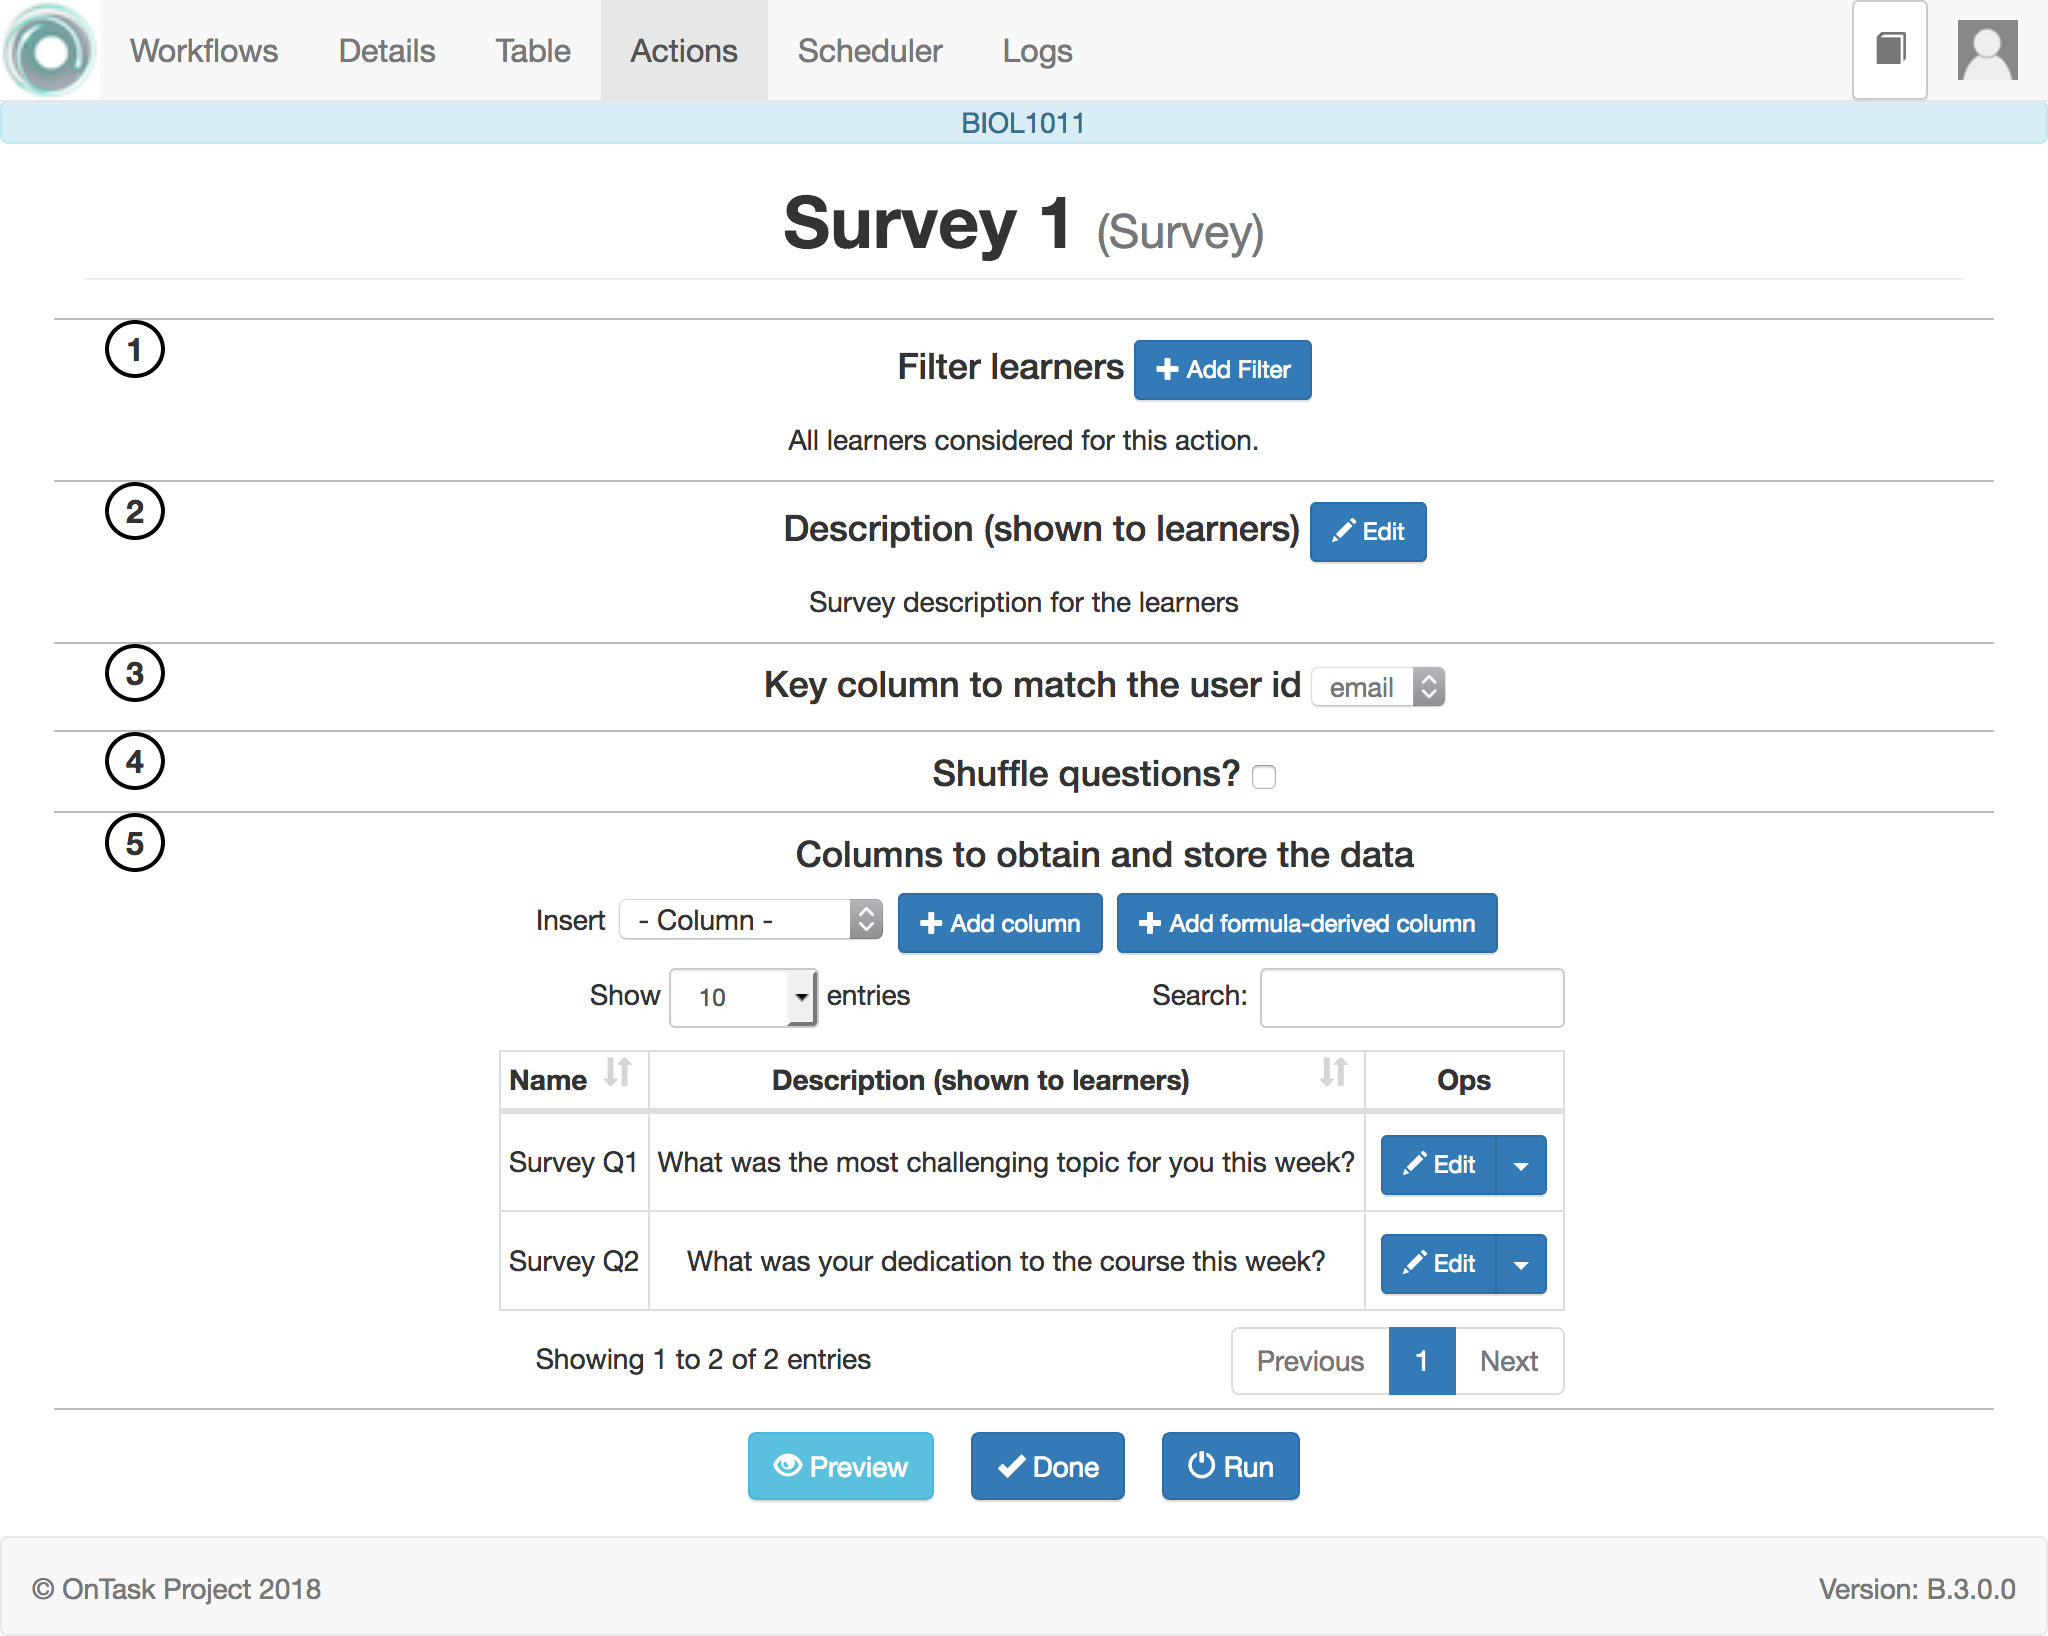 Workflows Details Table Actions Scheduler Logs
BIOL1011
Survey 1 (Survey)
1
Filter learners Add Filter
All learners considered for this action.
2
Description (shown to learners) Edit
Survey description for the learners
3
Key column to match the user id email
4
Shuffle questions?
5
Columns to obtain and store the data
Insert - Column - Add column Add formula-derived column
Show 10 entries Search:
Name Description (shown to learners) Ops
Survey Q1 What was the most challenging topic for you this week? Edit
Survey Q2 What was your dedication to the course this week? Edit
Showing 1 to 2 of 2 entries Previous 1 Next
Preview Done Run
© OnTask Project 2018 Version: B.3.0.0